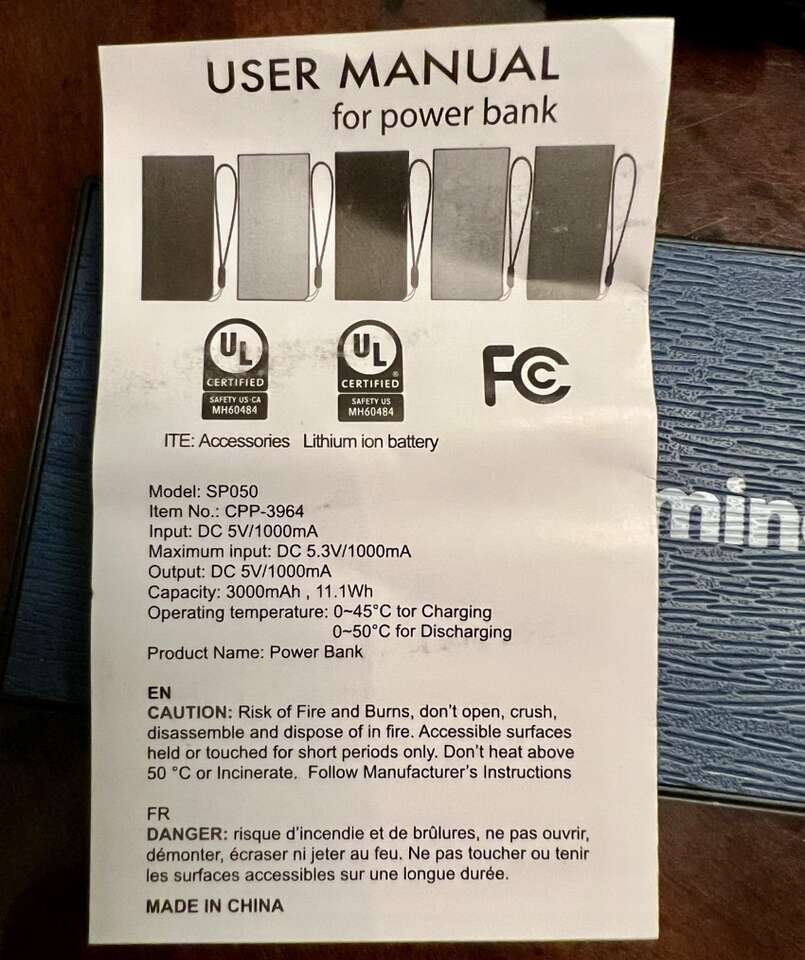 USER MANUAL
for power bank
UL UL FC
CERTIFIED CERTIFIED
SAFETY US-CA SAFETY US
MH60484 MH60484
ITE: Accessories Lithium ion battery
Model: SP050
Item No.: CPP-3964
Input: DC 5V/1000mA
Maximum input: DC 5.3V/1000mA
Output: DC 5V/1000mA
Capacity: 3000mAh , 11.1Wh
Operating temperature: 0~45°C tor Charging
0~50°C for Discharging
Product Name: Power Bank
EN
CAUTION: Risk of Fire and Burns, don't open, crush,
disassemble and dispose of in fire. Accessible surfaces
held or touched for short periods only. Don't heat above
50 °C or Incinerate. Follow Manufacturer's Instructions
FR
DANGER: risque d'incendie et de brûlures, ne pas ouvrir,
démonter, écraser ni jeter au feu. Ne pas toucher ou tenir
les surfaces accessibles sur une longue durée.
MADE IN CHINA